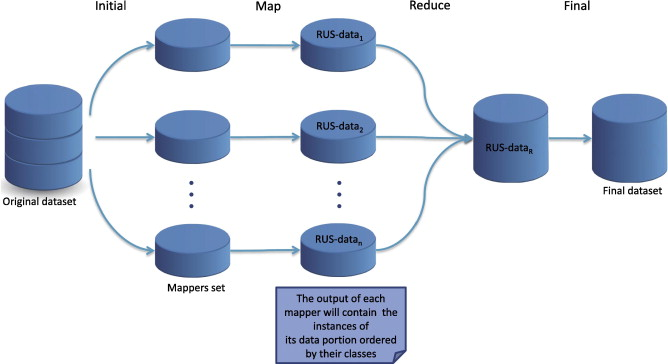 Initial Map Reduce Final
RUS-data1
RUS-data2
RUS-dataR
Original dataset
Final dataset
RUS-datan
Mappers set
The output of each
mapper will contain the
instances of
its data portion ordered
by their classes